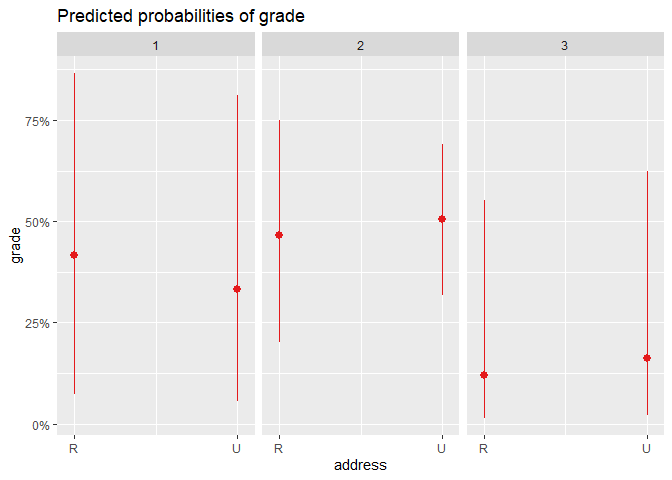 Predicted probabilities of grade
1 2 3
75%
50%
25%
0%
grade
R U R U R U
address